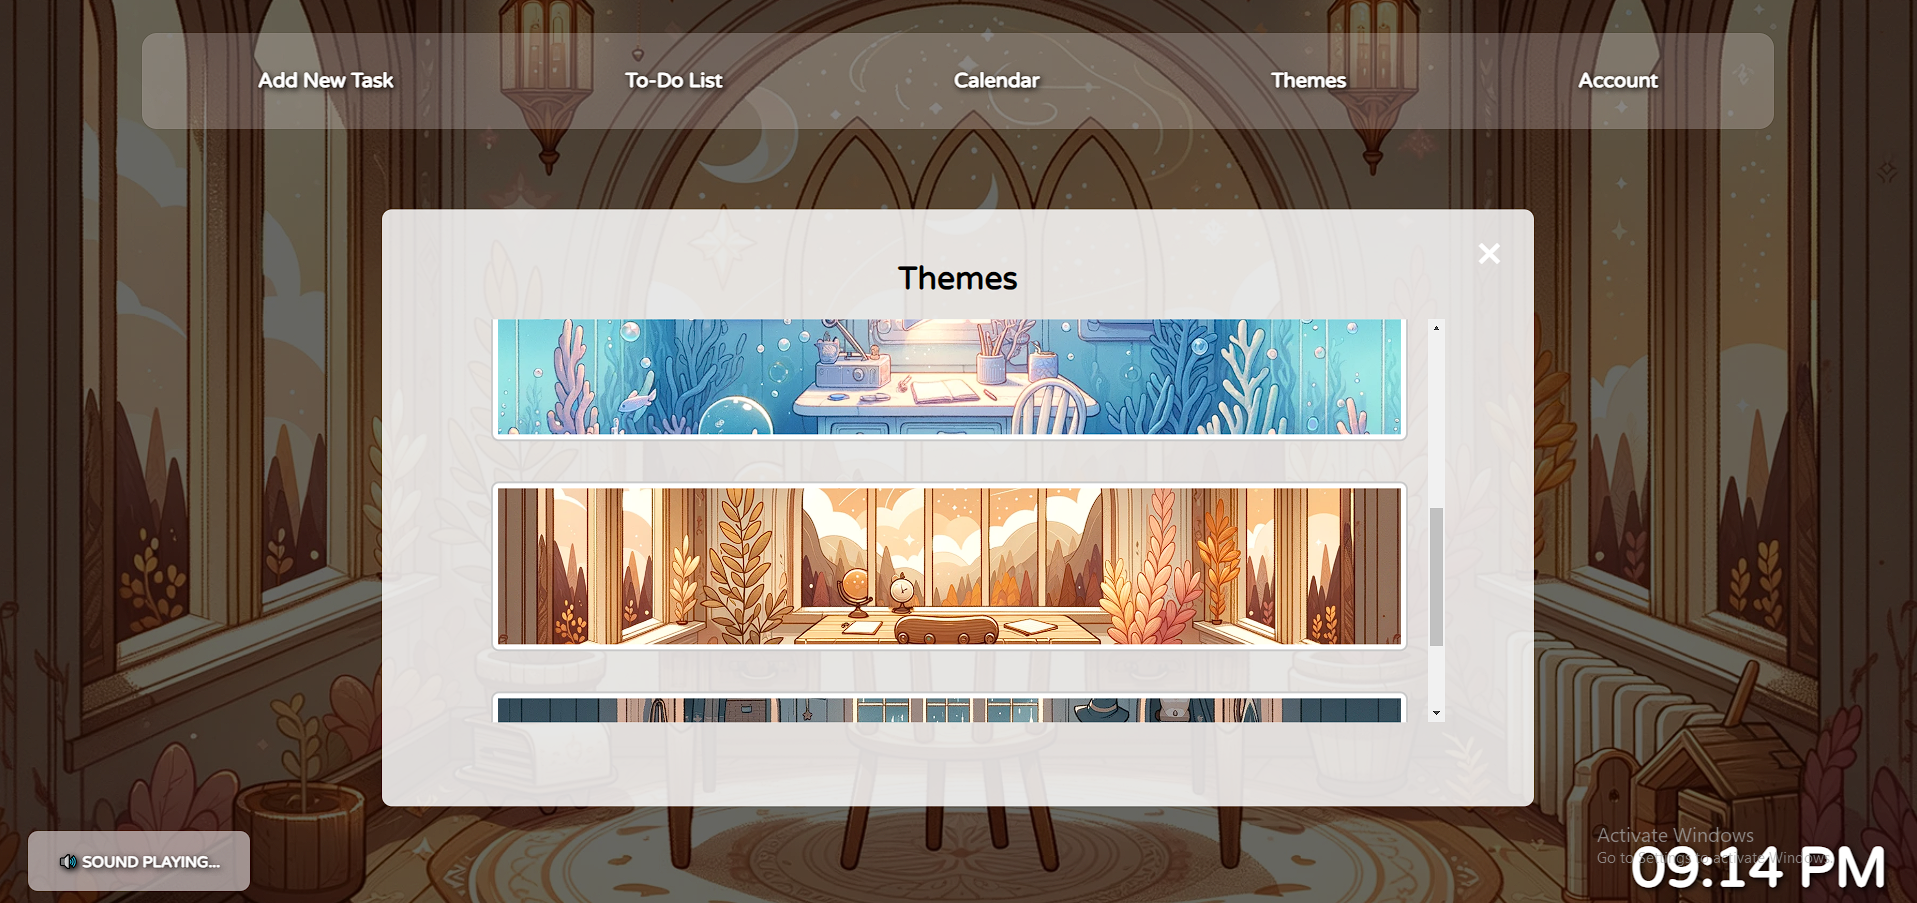 Add New Task
To-Do List
Calendar
Themes
Account
Themes
SOUND PLAYING...
Activate Windows
Go to Settings to activate Windows.
09:14 PM